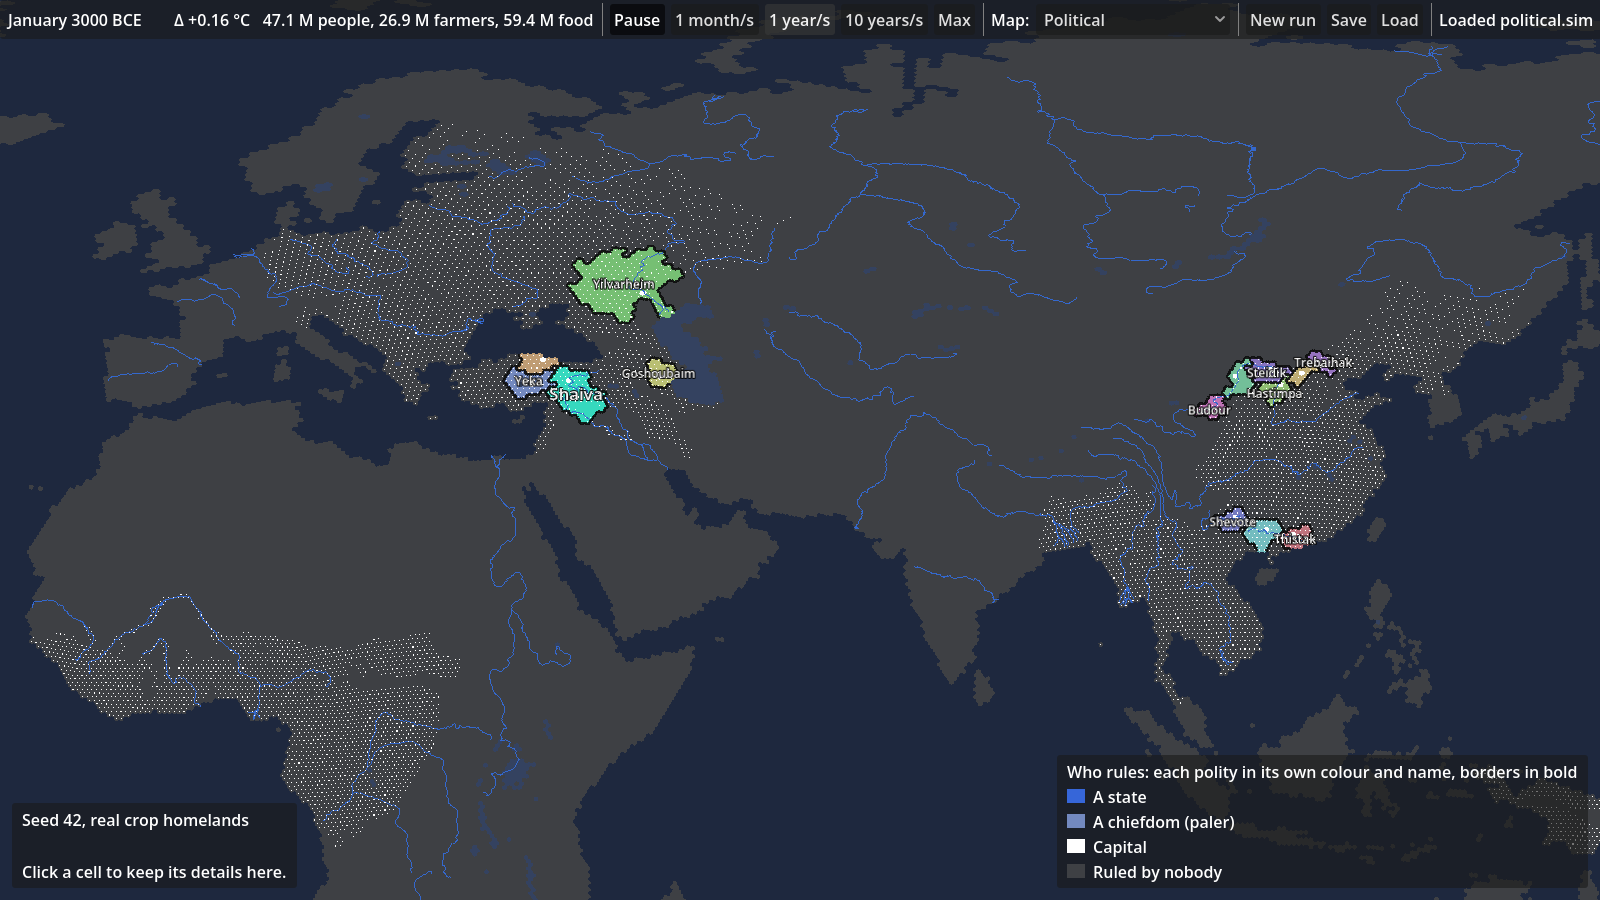 January 3000 BCE Δ +0.16 °C 47.1 M people, 26.9 M farmers, 59.4 M food Pause 1 month/s 1 year/s 10 years/s Max Map: Political New run Save Load Loaded political.sim
Yilvarheim
Trebaihak
Steidik
Goshoubaim
Yeka
Shaiva
Hastimpa
Budour
Shevote
Who rules: each polity in its own colour and name, borders in bold
A state
A chiefdom (paler)
Capital
Ruled by nobody
Seed 42, real crop homelands
Click a cell to keep its details here.